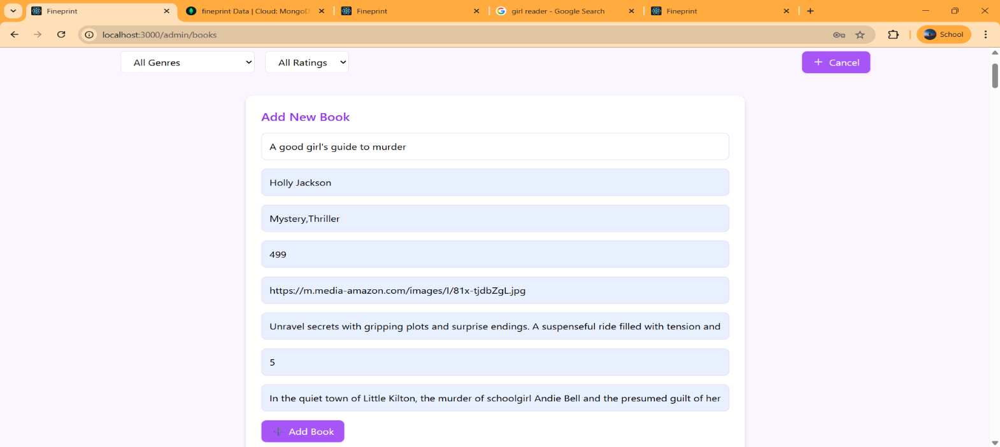 Fineprint
fineprint Data | Cloud: MongoD
Fineprint
girl reader - Google Search
Fineprint
localhost:3000/admin/books
School
All Genres
All Ratings
+ Cancel
Add New Book
A good girl's guide to murder
Holly Jackson
Mystery,Thriller
499
https://m.media-amazon.com/images/I/81x-tjdbZgL.jpg
Unravel secrets with gripping plots and surprise endings. A suspenseful ride filled with tension and
5
In the quiet town of Little Kilton, the murder of schoolgirl Andie Bell and the presumed guilt of her
+ Add Book